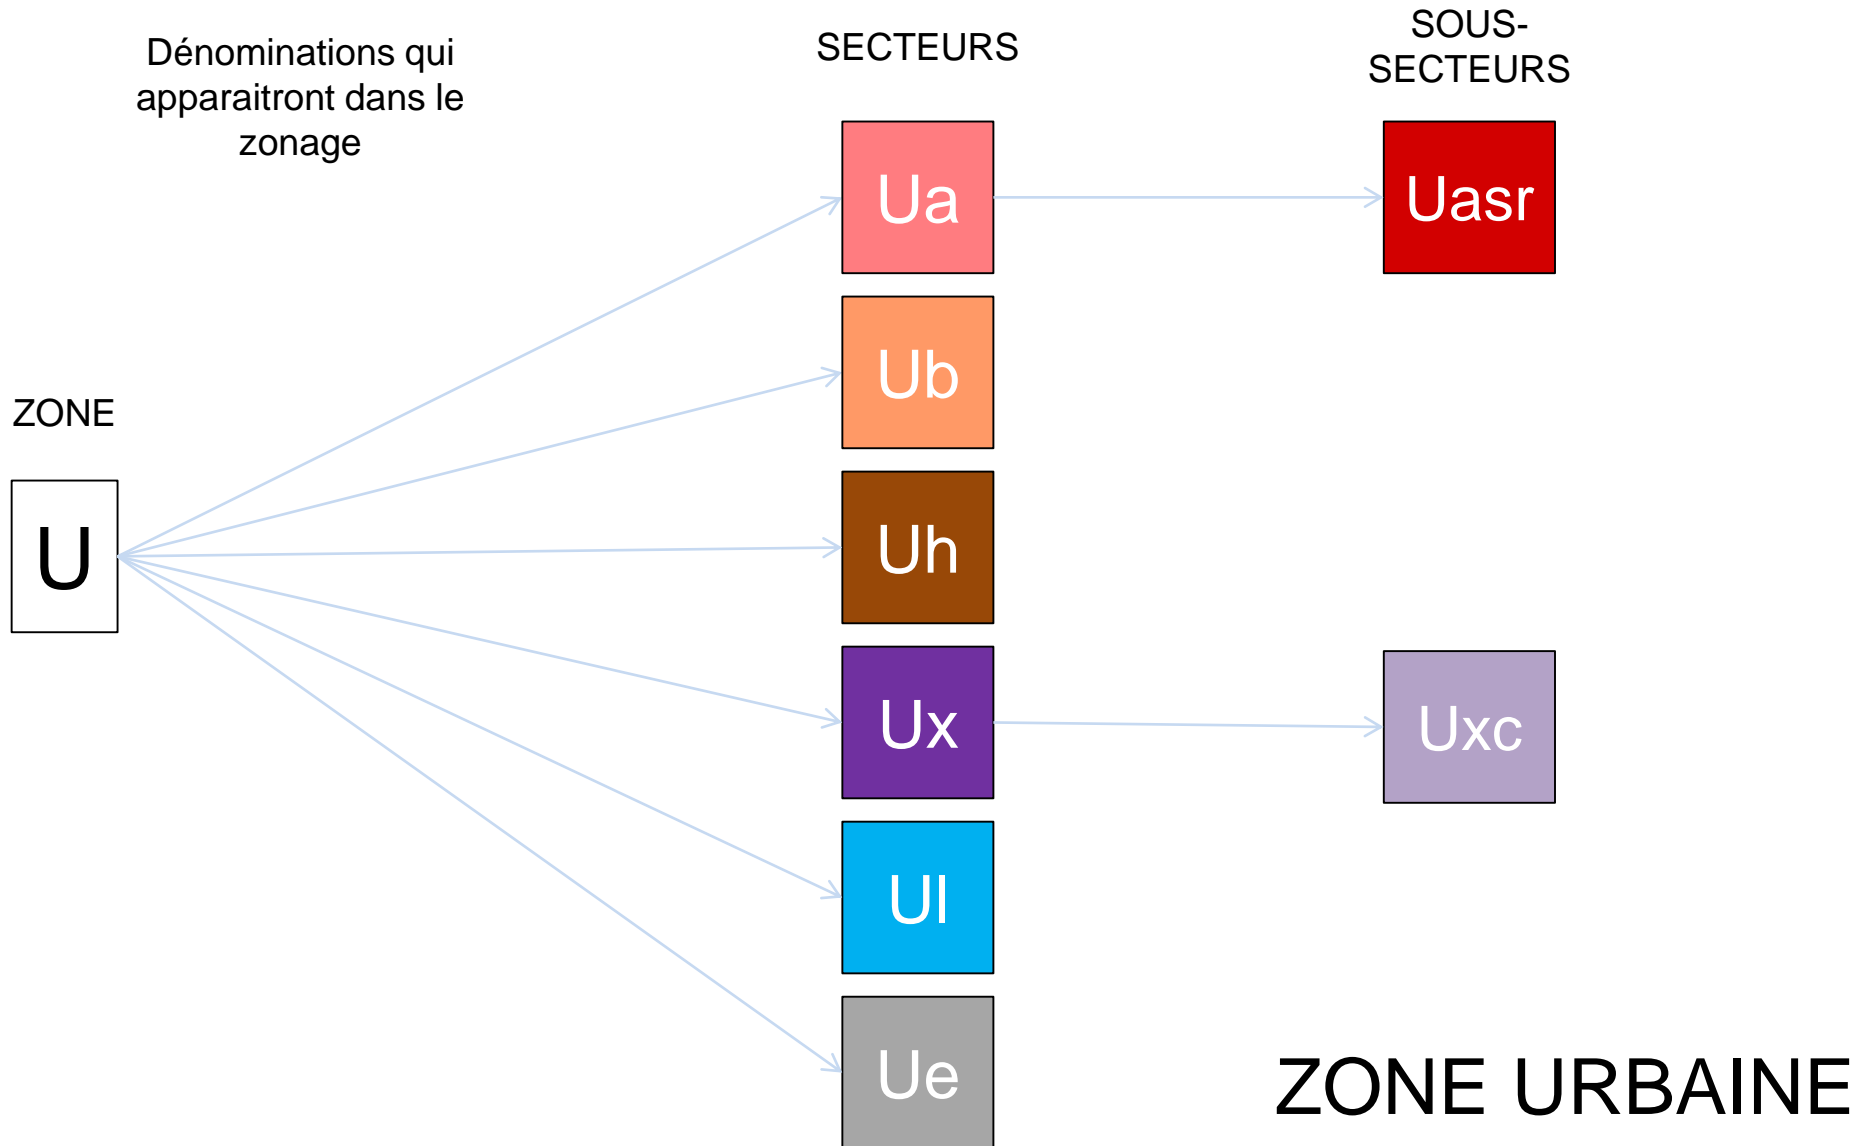 Dénominations qui
apparaitront dans le
zonage
SECTEURS
SOUS-
SECTEURS
ZONE
U
Ua
Uasr
Ub
Uh
Ux
Uxc
Ul
Ue
ZONE URBAINE